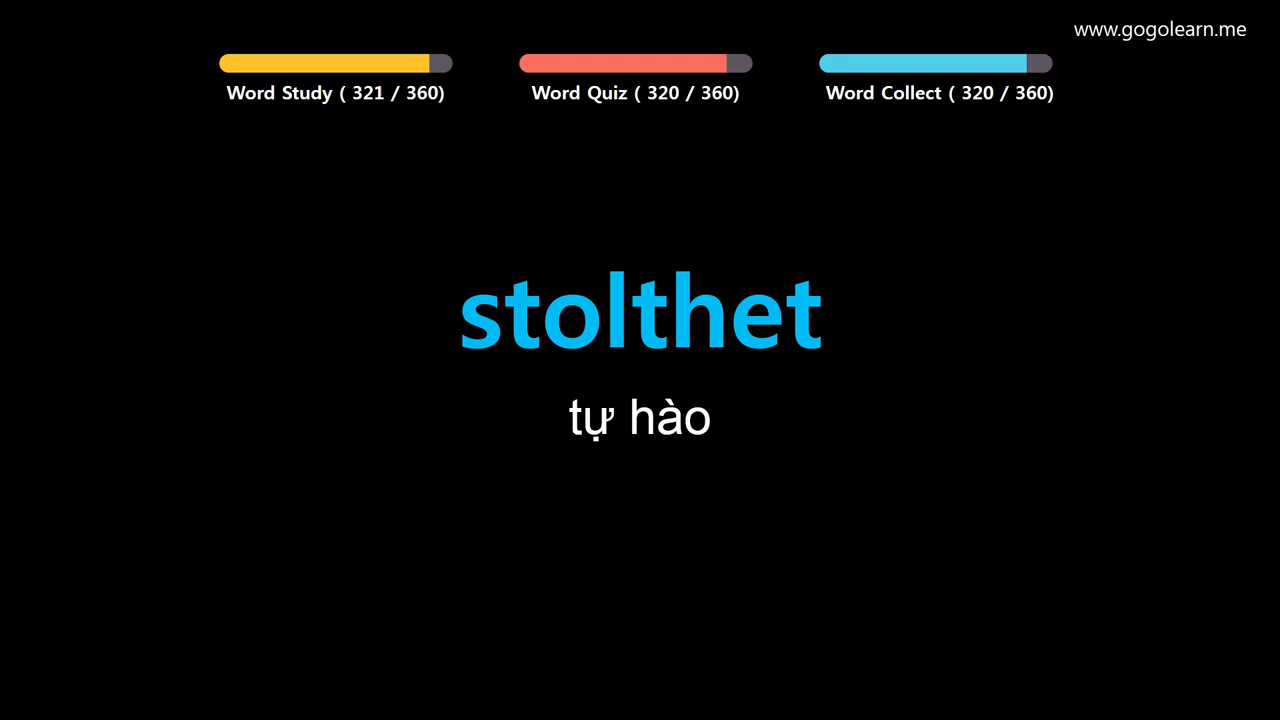 www.gogolearn.me
Word Study ( 321 / 360)
Word Quiz ( 320 / 360)
Word Collect ( 320 / 360)
stolthet
tự hào